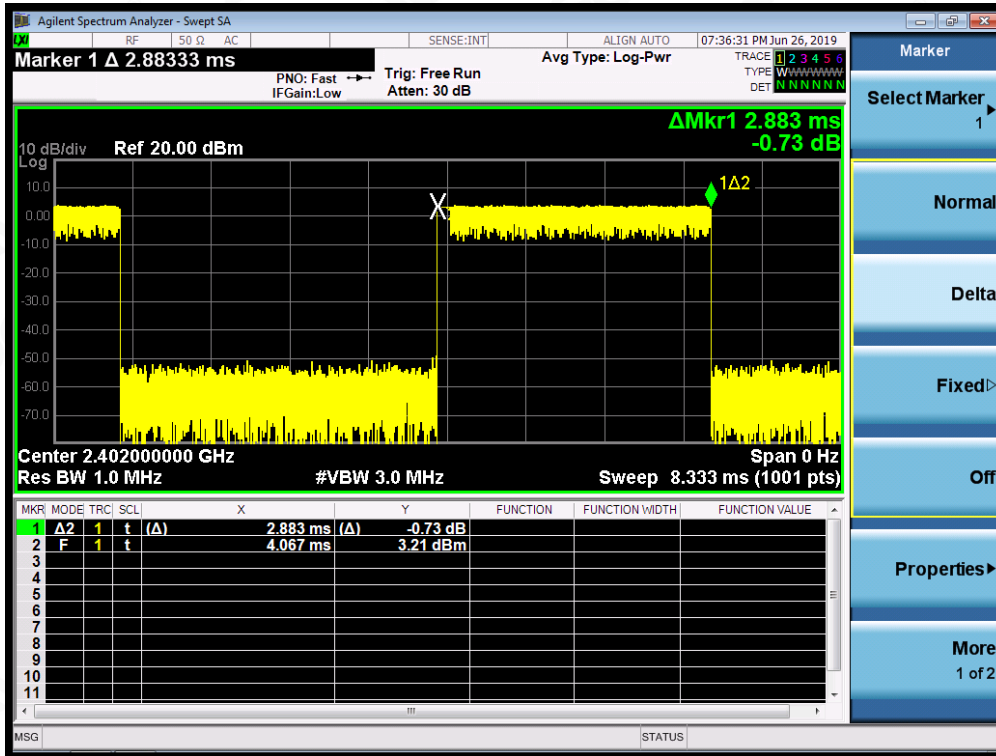 Agilent Spectrum Analyzer - Swept SA
LXI RF 50 Ω AC SENSE:INT ALIGN AUTO 07:36:31 PM Jun 26, 2019
Marker 1 Δ 2.88333 ms
PNO: Fast
IFGain:Low
Trig: Free Run
Atten: 30 dB
Avg Type: Log-Pwr
TRACE 1 2 3 4 5 6
TYPE WWWWWW
DET N N N N N N
ΔMkr1 2.883 ms
-0.73 dB
10 dB/div Ref 20.00 dBm
Log
10.0
0.00
-10.0
-20.0
-30.0
-40.0
-50.0
-60.0
-70.0
X
1Δ2
Center 2.402000000 GHz Span 0 Hz
Res BW 1.0 MHz #VBW 3.0 MHz Sweep 8.333 ms (1001 pts)
MKR MODE TRC SCL X Y FUNCTION FUNCTION WIDTH FUNCTION VALUE
1 Δ2 1 t (Δ) 2.883 ms (Δ) -0.73 dB
2 F 1 t 4.067 ms 3.21 dBm
3
4
5
6
7
8
9
10
11
MSG STATUS
Marker
Select Marker
1
Normal
Delta
Fixed
Off
Properties
More
1 of 2